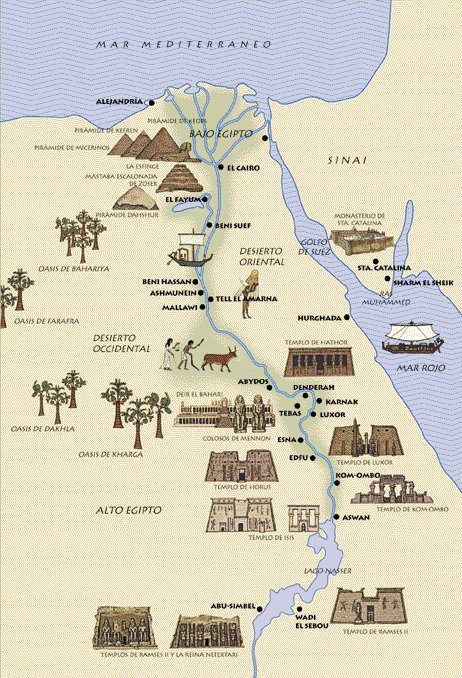 MAR MEDITERRANEO
ALEJANDRÍA
PIRÁMIDE DE KEOPS
PIRÁMIDE DE KEFREN
BAJO EGIPTO
PIRÁMIDE DE MICERINOS
LA ESFINGE
EL CAIRO
SINAI
MASTABA ESCALONADA
DE ZOSER
EL FAYUM
PIRÁMIDE DAHSHUR
BENI SUEF
MONASTERIO DE
STA. CATALINA
GOLFO
DE SUEZ
DESIERTO
ORIENTAL
STA. CATALINA
OASIS DE BAHARIYA
BENI HASSAN
SHARM EL SHEIK
ASHMUNEIN
TELL EL AMARNA
RAS
MUHAMMED
MALLAWI
OASIS DE FARAFRA
HURGHADA
DESIERTO
OCCIDENTAL
TEMPLO DE HATHOR
MAR ROJO
ABYDOS
DENDERAH
DEIR EL BAHARI
KARNAK
TEBAS
LUXOR
OASIS DE DAKHLA
COLOSOS DE MENNON
ESNA
OASIS DE KHARGA
EDFU
TEMPLO DE LUXOR
KOM-OMBO
TEMPLO DE HORUS
ALTO EGIPTO
TEMPLO DE KOM-OMBO
ASWAN
TEMPLO DE ISIS
LAGO NASSER
ABU-SIMBEL
WADI
EL SEBOU
TEMPLO DE RAMSES II
TEMPLOS DE RAMSES II Y LA REINA NEFERTARI